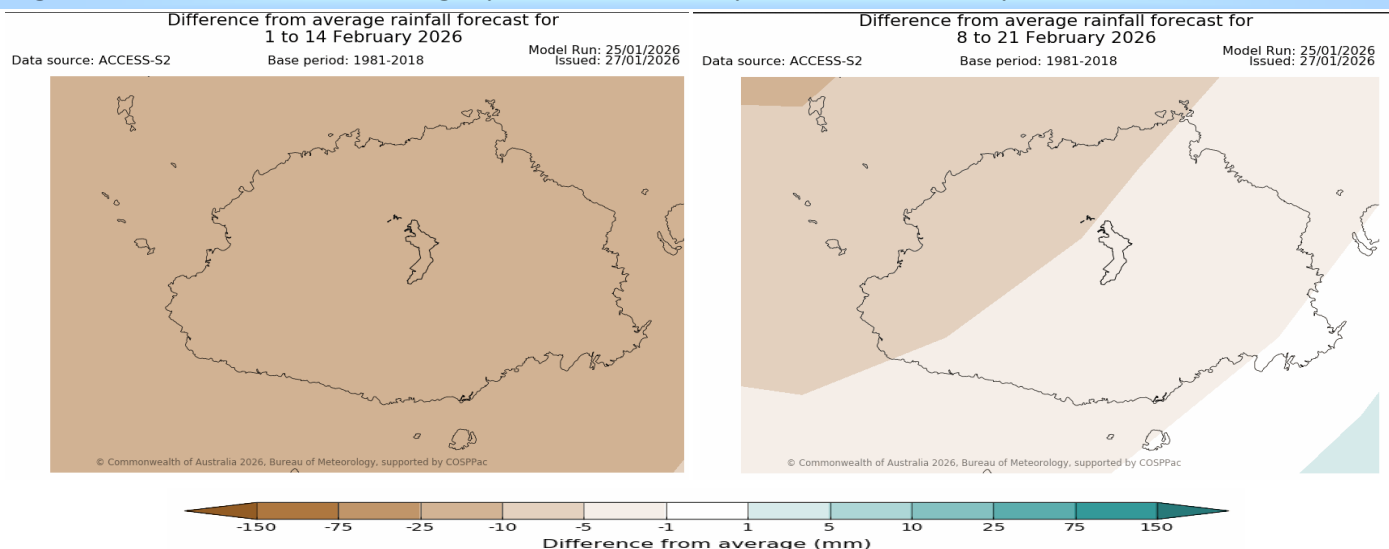 Difference from average rainfall forecast for
1 to 14 February 2026
Model Run: 25/01/2026
Data source: ACCESS-S2 Base period: 1981-2018 Issued: 27/01/2026
© Commonwealth of Australia 2026, Bureau of Meteorology, supported by COSPPac
Difference from average rainfall forecast for
8 to 21 February 2026
Model Run: 25/01/2026
Data source: ACCESS-S2 Base period: 1981-2018 Issued: 27/01/2026
© Commonwealth of Australia 2026, Bureau of Meteorology, supported by COSPPac
-150 -75 -25 -10 -5 -1 1 5 10 25 75 150
Difference from average (mm)